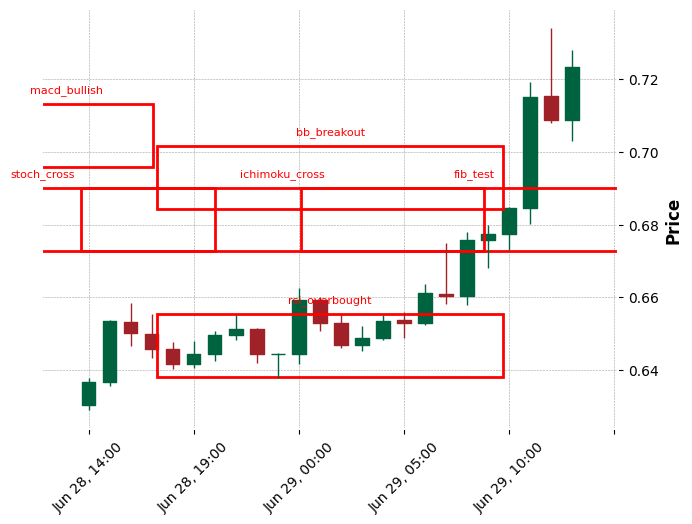 macd_bullish
bb_breakout
stoch_cross
ichimoku_cross
fib_test
rsi_overbought
0.72
0.70
0.68
0.66
0.64
Price
Jun 28, 14:00
Jun 28, 19:00
Jun 29, 00:00
Jun 29, 05:00
Jun 29, 10:00